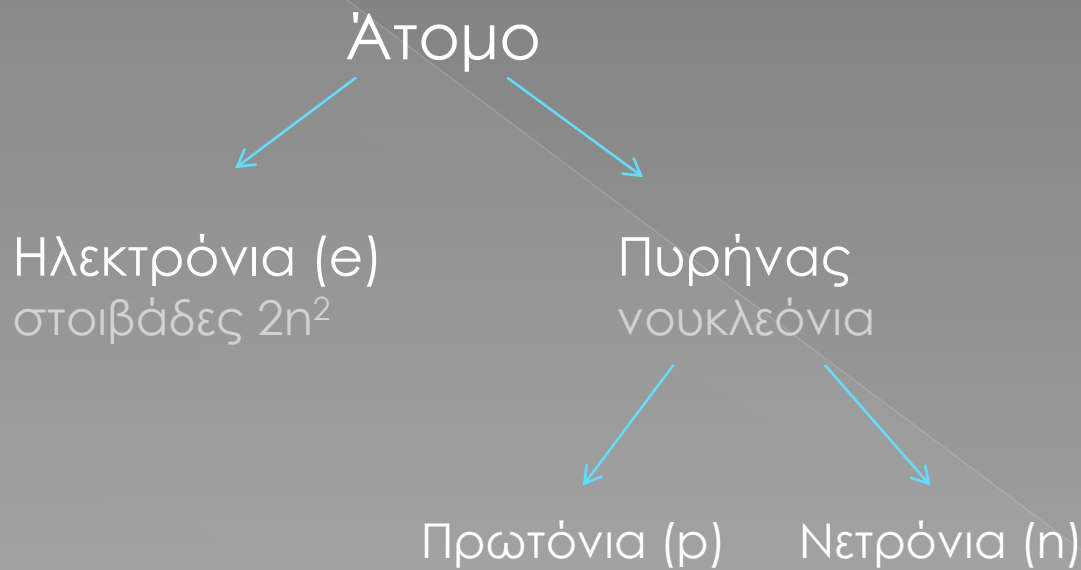 Άτομο
Ηλεκτρόνια (e)
στοιβάδες 2n²
Πυρήνας
νουκλεόνια
Πρωτόνια (p)
Νετρόνια (n)